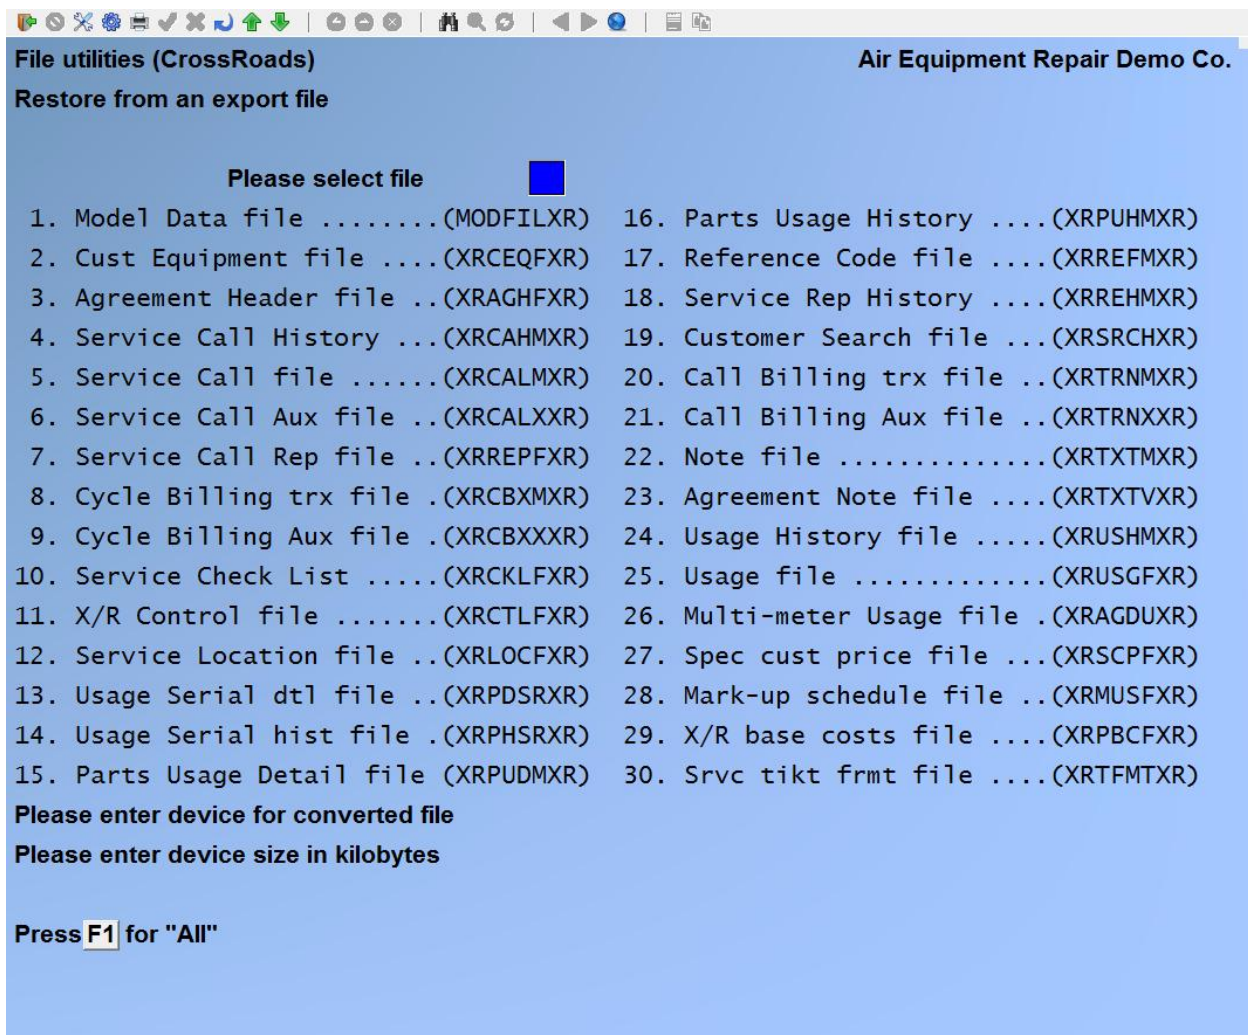 File utilities (CrossRoads) Air Equipment Repair Demo Co.
Restore from an export file
Please select file
1. Model Data file ........(MODFILXR) 16. Parts Usage History ....(XRPUHMXR)
2. Cust Equipment file ....(XRCEQFXR) 17. Reference Code file ....(XRREFMXR)
3. Agreement Header file ..(XRAGHFXR) 18. Service Rep History ....(XRREHMXR)
4. Service Call History ...(XRCAHMXR) 19. Customer Search file ...(XRSRCHXR)
5. Service Call file ......(XRCALMXR) 20. Call Billing trx file ..(XRTRNMXR)
6. Service Call Aux file ..(XRCALXXR) 21. Call Billing Aux file ..(XRTRNXXR)
7. Service Call Rep file ..(XRREPFXR) 22. Note file ..............(XRTXTMXR)
8. Cycle Billing trx file .(XRCBXMXR) 23. Agreement Note file ....(XRTXTVXR)
9. Cycle Billing Aux file .(XRCBXXXR) 24. Usage History file .....(XRUSHMXR)
10. Service Check List .....(XRCKLFXR) 25. Usage file .............(XRUSGFXR)
11. X/R Control file .......(XRCTLFXR) 26. Multi-meter Usage file .(XRAGDUXR)
12. Service Location file ..(XRLOCFXR) 27. Spec cust price file ...(XRSCPFXR)
13. Usage Serial dtl file ..(XRPDSRXR) 28. Mark-up schedule file ..(XRMUSFXR)
14. Usage Serial hist file .(XRPHSRXR) 29. X/R base costs file ....(XRPBCFXR)
15. Parts Usage Detail file (XRPUDMXR) 30. Srvc tikt frmt file ....(XRTFMTXR)
Please enter device for converted file
Please enter device size in kilobytes
Press F1 for "All"